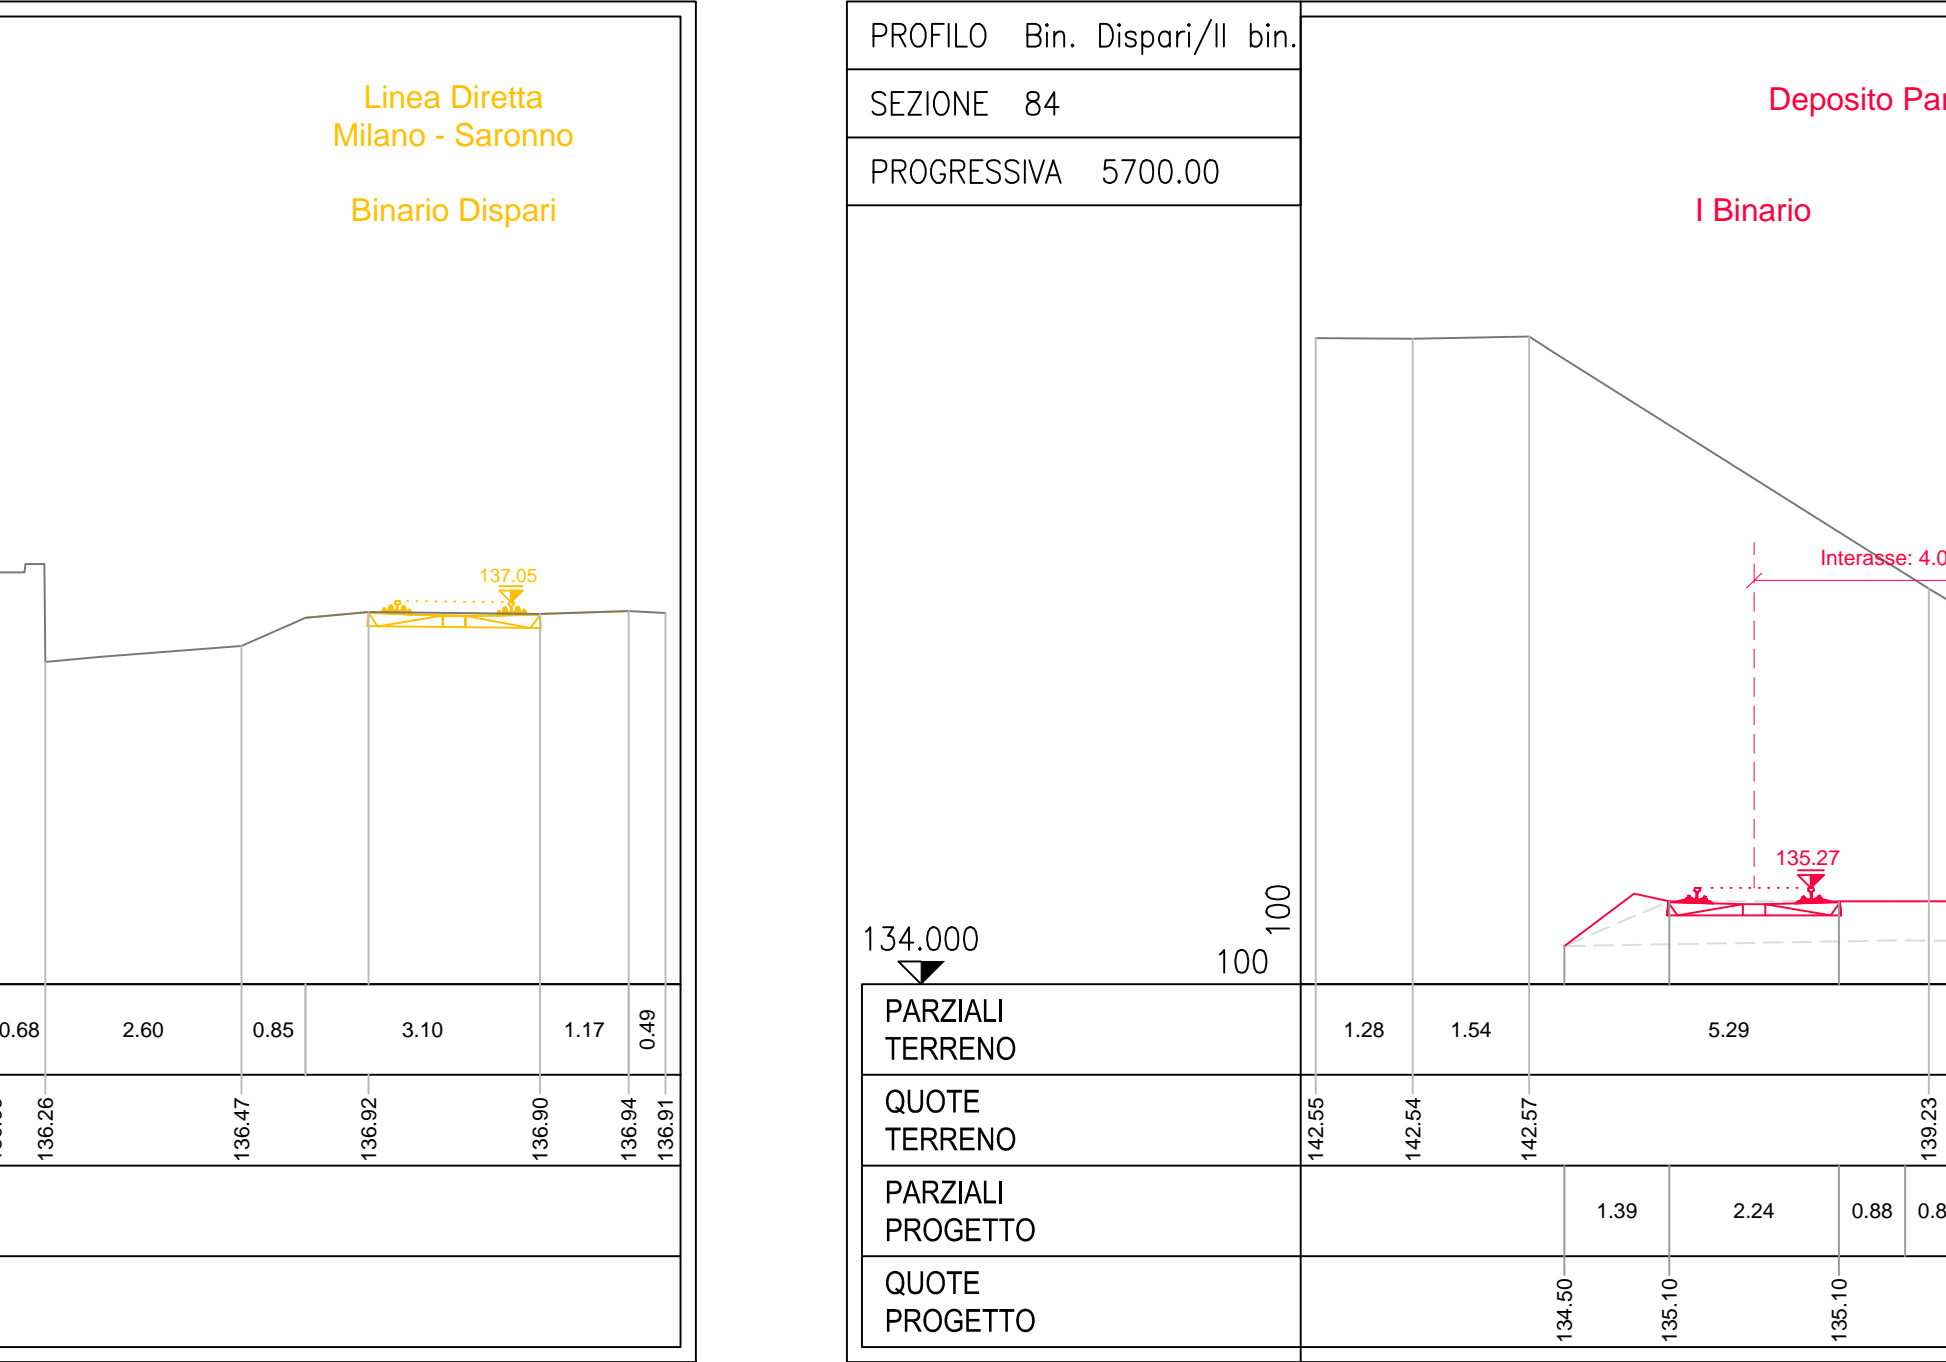 Linea Diretta
Milano - Saronno
Binario Dispari
137.05
0.68 2.60 0.85 3.10 1.17 0.49
136.26 136.47 136.92 136.90 136.94 136.91
PROFILO Bin. Dispari/II bin.
SEZIONE 84
PROGRESSIVA 5700.00
Deposito
I Binario
Interasse:
135.27
134.000
100
100
PARZIALI
TERRENO
1.28 1.54 5.29
QUOTE
TERRENO
142.55 142.54 142.57 139.23
PARZIALI
PROGETTO
1.39 2.24 0.88
QUOTE
PROGETTO
134.50 135.10 135.10